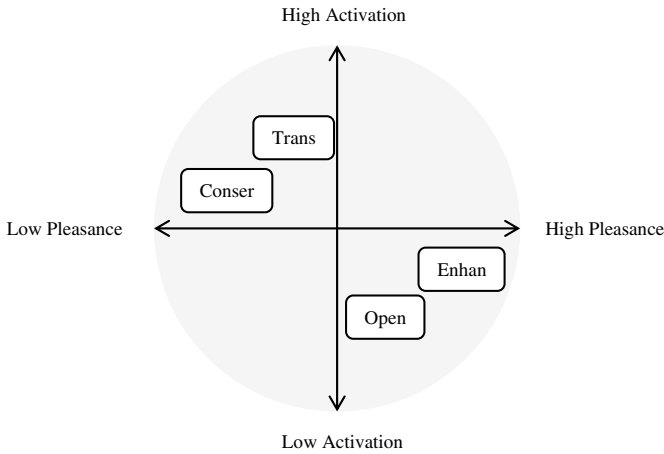 High Activation
Trans
Conser
Low Pleasance
High Pleasance
Enhan
Open
Low Activation